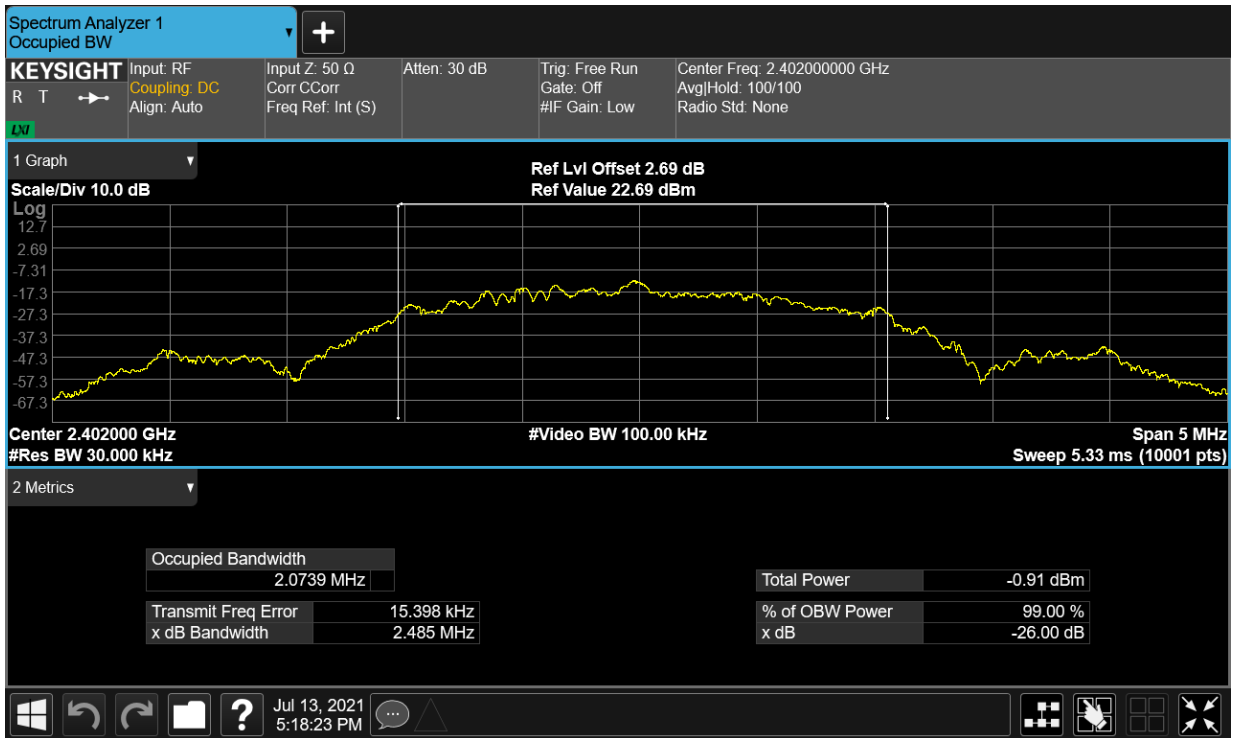 Spectrum Analyzer 1
Occupied BW
KEYSIGHT
R T
LXI
Input: RF
Coupling: DC
Align: Auto
Input Z: 50 Ω
Corr CCorr
Freq Ref: Int (S)
Atten: 30 dB
Trig: Free Run
Gate: Off
#IF Gain: Low
Center Freq: 2.402000000 GHz
Avg|Hold: 100/100
Radio Std: None
1 Graph
Scale/Div 10.0 dB
Ref Lvl Offset 2.69 dB
Ref Value 22.69 dBm
Log
12.7
2.69
-7.31
-17.3
-27.3
-37.3
-47.3
-57.3
-67.3
Center 2.402000 GHz
#Video BW 100.00 kHz
Span 5 MHz
#Res BW 30.000 kHz
Sweep 5.33 ms (10001 pts)
2 Metrics
Occupied Bandwidth
2.0739 MHz
Transmit Freq Error 15.398 kHz
x dB Bandwidth 2.485 MHz
Total Power -0.91 dBm
% of OBW Power 99.00 %
x dB -26.00 dB
?
Jul 13, 2021
5:18:23 PM